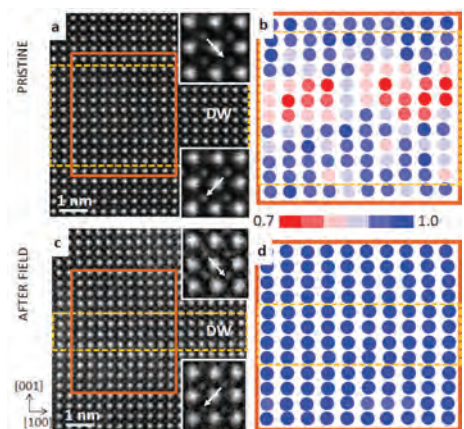 PRISTINE
a
DW
1 nm
b
0.7 1.0
AFTER FIELD
c
DW
1 nm
d
[001]
[100]